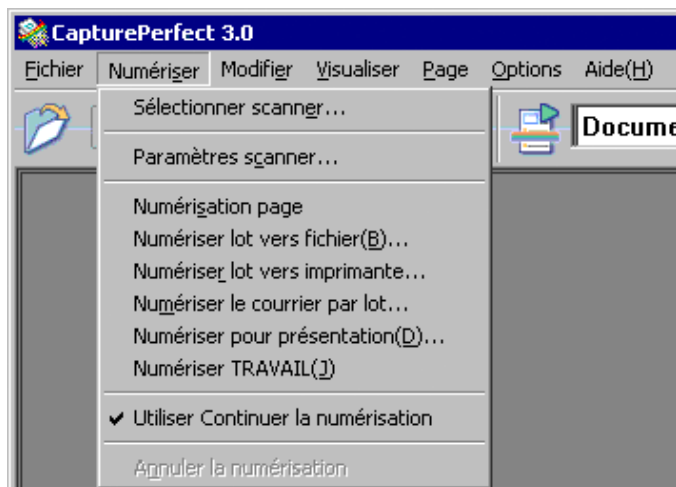 CapturePerfect 3.0
Fichier Numériser Modifier Visualiser Page Options Aide(H)
Sélectionner scanner...
Docume
Paramètres scanner...
Numérisation page
Numériser lot vers fichier(B)...
Numériser lot vers imprimante...
Numériser le courrier par lot...
Numériser pour présentation(D)...
Numériser TRAVAIL(J)
Utiliser Continuer la numérisation
Annuler la numérisation